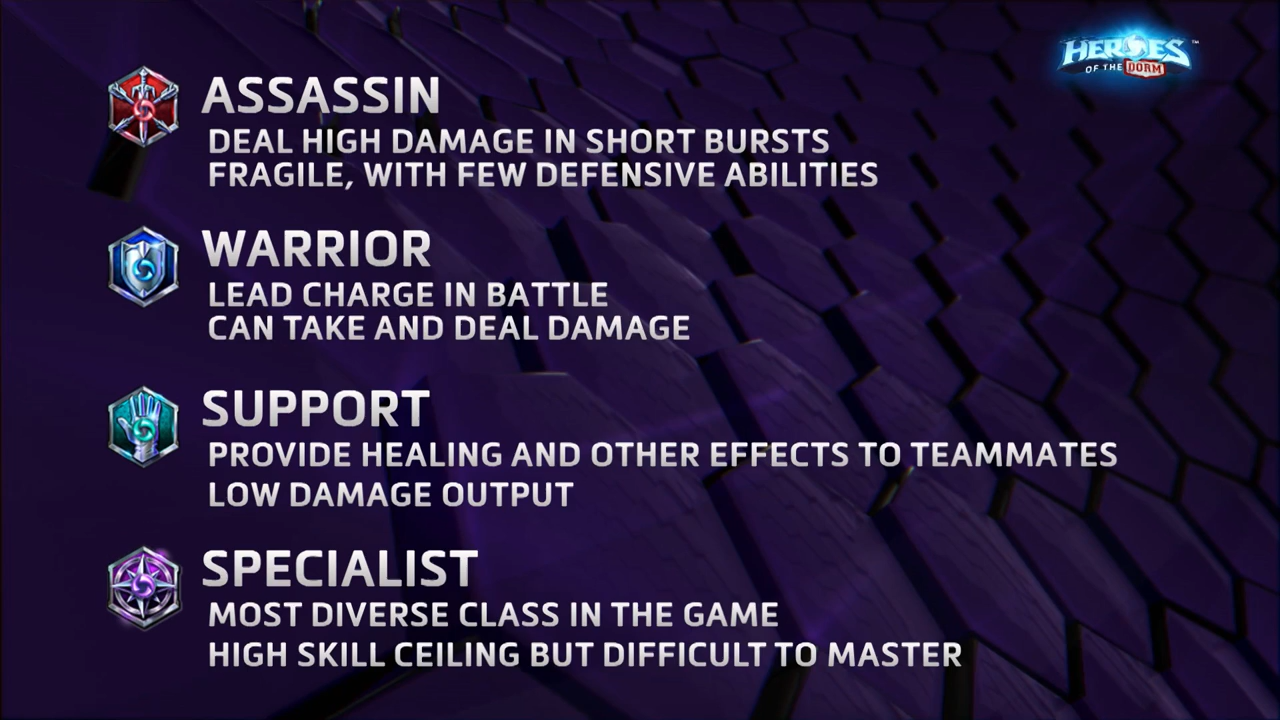 HEROES™
OF THE DORM
ASSASSIN
DEAL HIGH DAMAGE IN SHORT BURSTS
FRAGILE, WITH FEW DEFENSIVE ABILITIES
WARRIOR
LEAD CHARGE IN BATTLE
CAN TAKE AND DEAL DAMAGE
SUPPORT
PROVIDE HEALING AND OTHER EFFECTS TO TEAMMATES
LOW DAMAGE OUTPUT
SPECIALIST
MOST DIVERSE CLASS IN THE GAME
HIGH SKILL CEILING BUT DIFFICULT TO MASTER